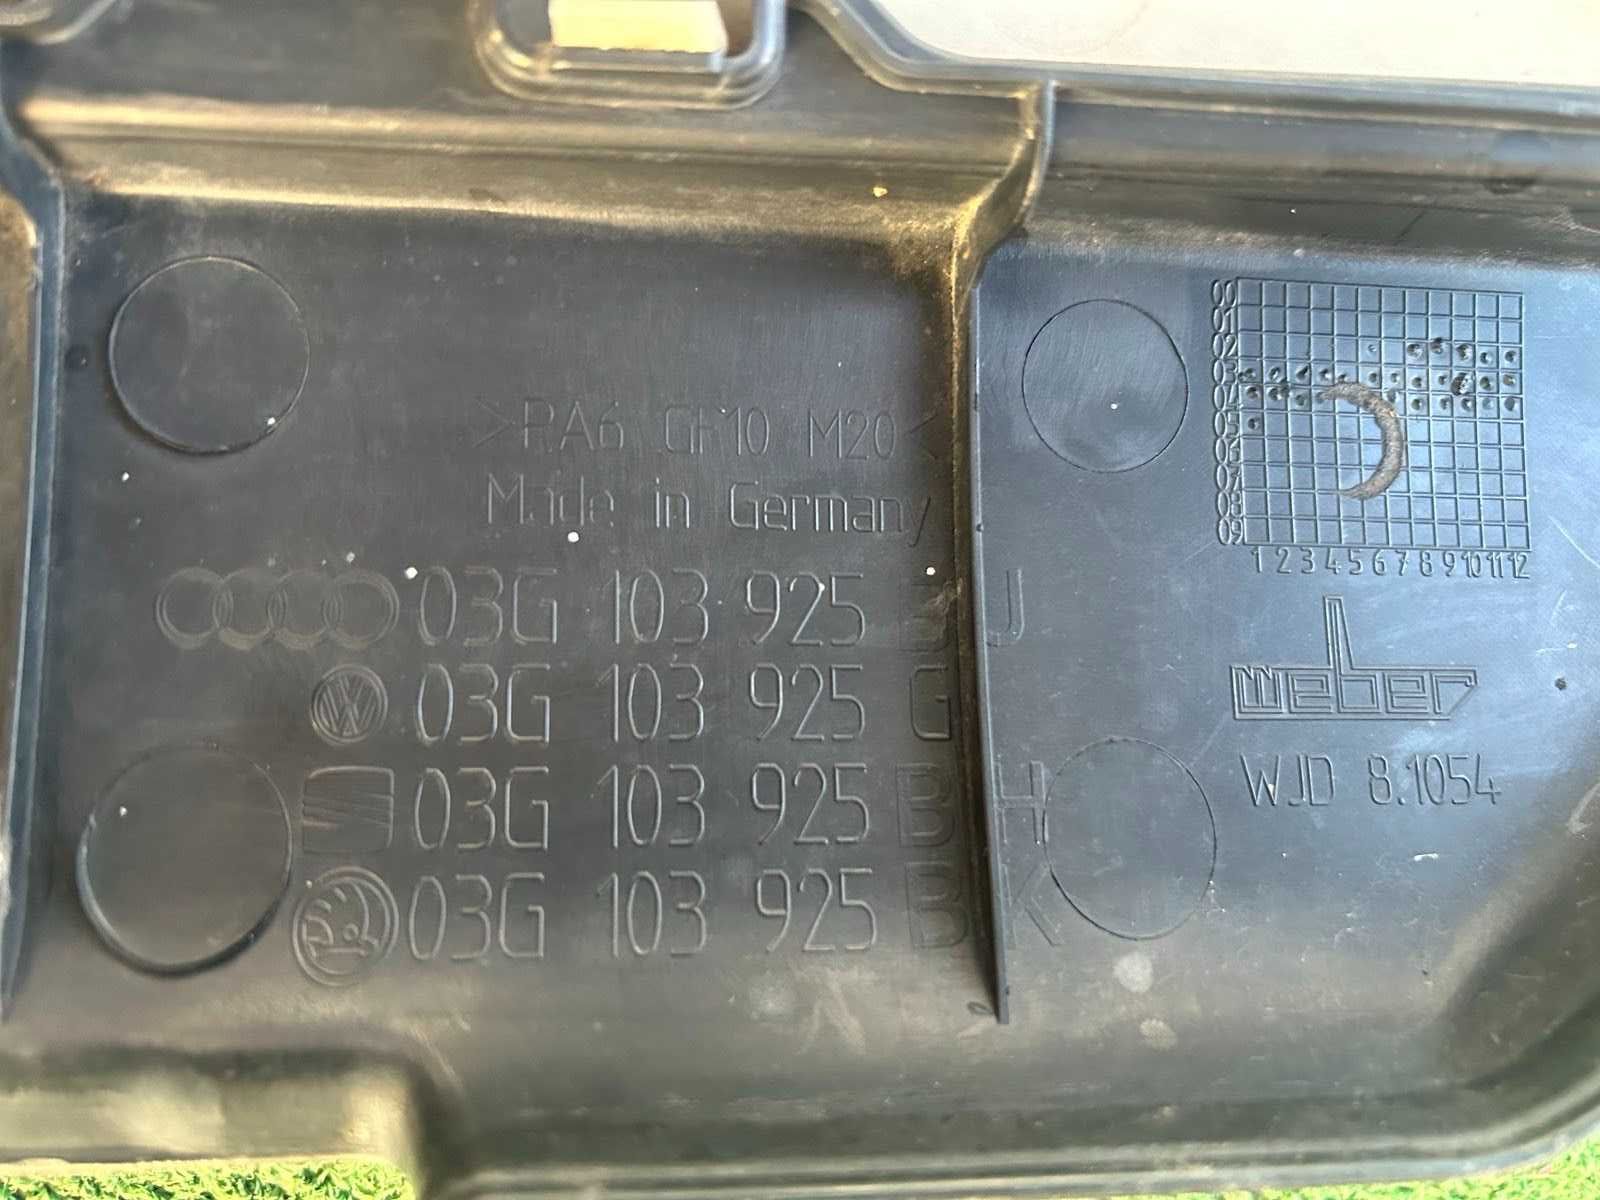 >PA6 GF10 M20<
Made in Germany
03G 103 925 BJ
03G 103 925 G
03G 103 925 BH
03G 103 925 BK
00
01
02
03
04
05
06
07
08
09
1 2 3 4 5 6 7 8 9 10 11 12
weber
WJD 8.1054